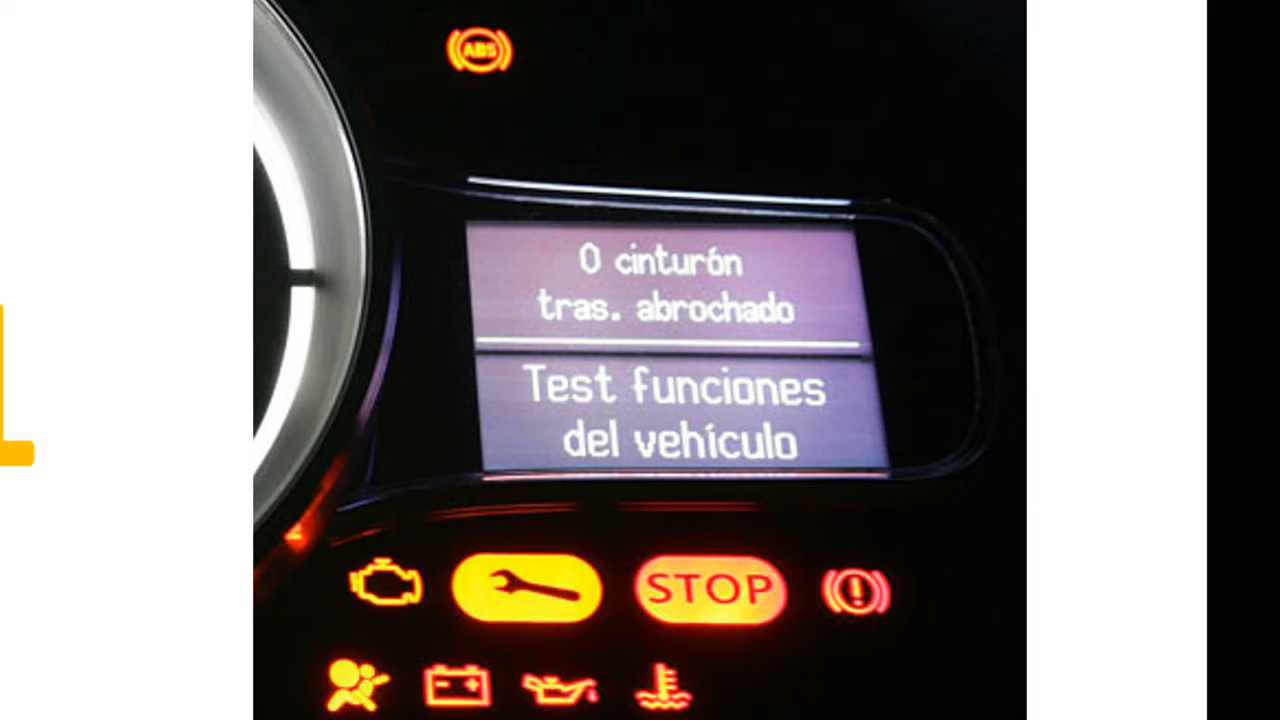 ABS
0 cinturón
tras. abrochado
Test funciones
del vehículo
STOP